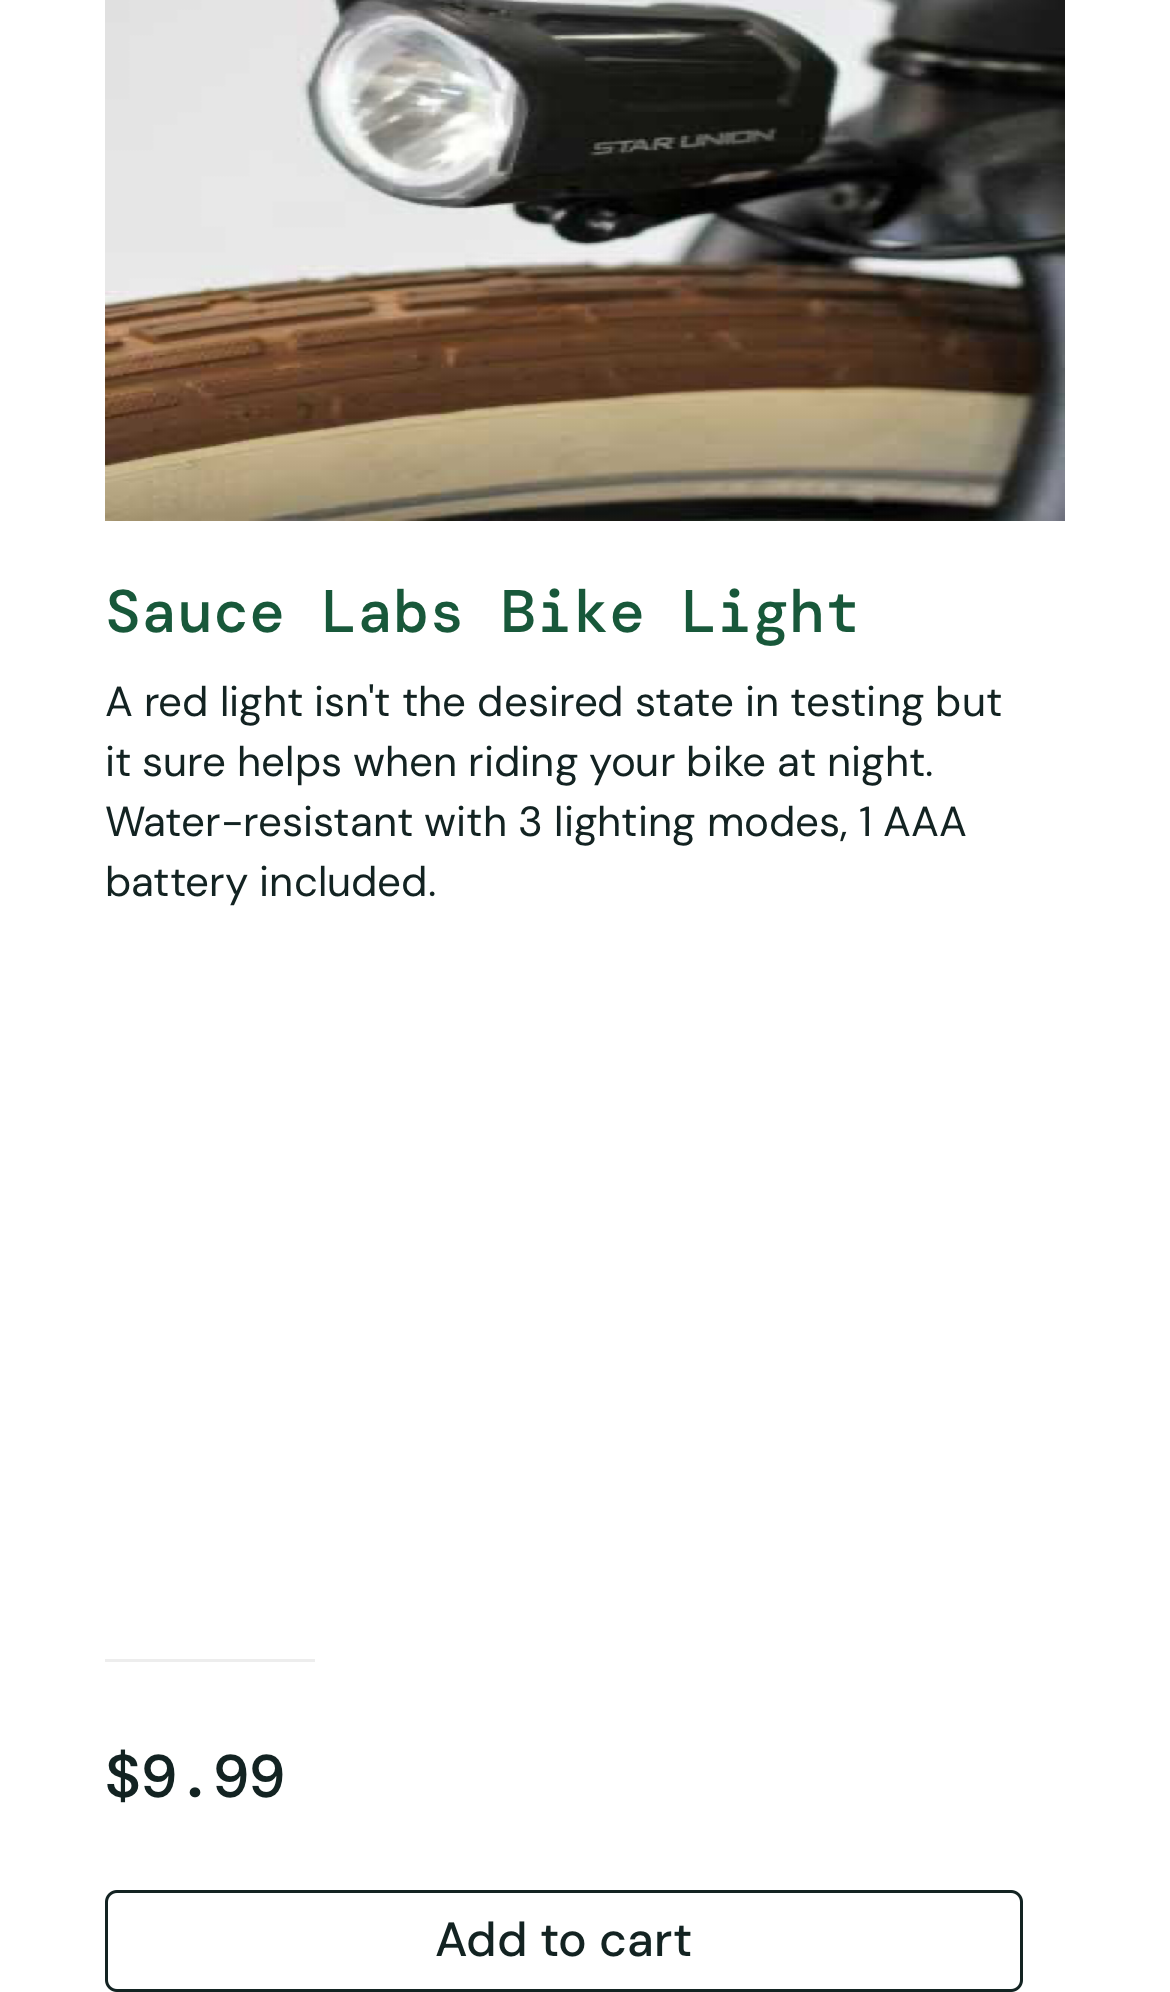 STAR UNION
Sauce Labs Bike Light
A red light isn't the desired state in testing but
it sure helps when riding your bike at night.
Water-resistant with 3 lighting modes, 1 AAA
battery included.
$9.99
Add to cart